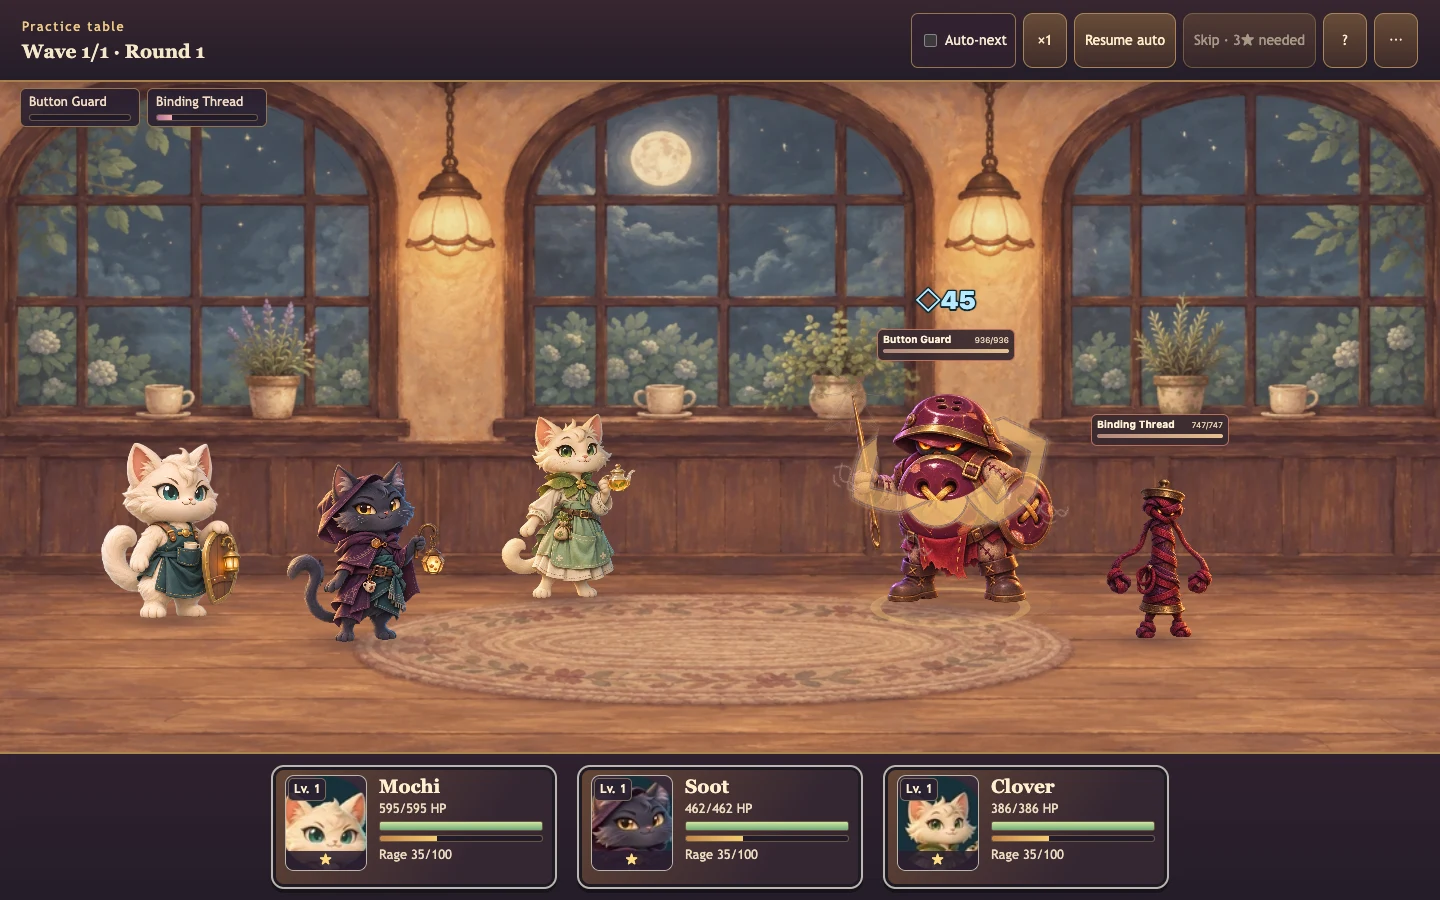 Practice table
Wave 1/1 · Round 1
Auto-next
×1
Resume auto
Skip · 3★ needed
?
···
Button Guard
Binding Thread
◇45
Button Guard 936/936
Binding Thread 747/747
Lv. 1
Mochi
595/595 HP
Rage 35/100
Lv. 1
Soot
462/462 HP
Rage 35/100
Lv. 1
Clover
386/386 HP
Rage 35/100